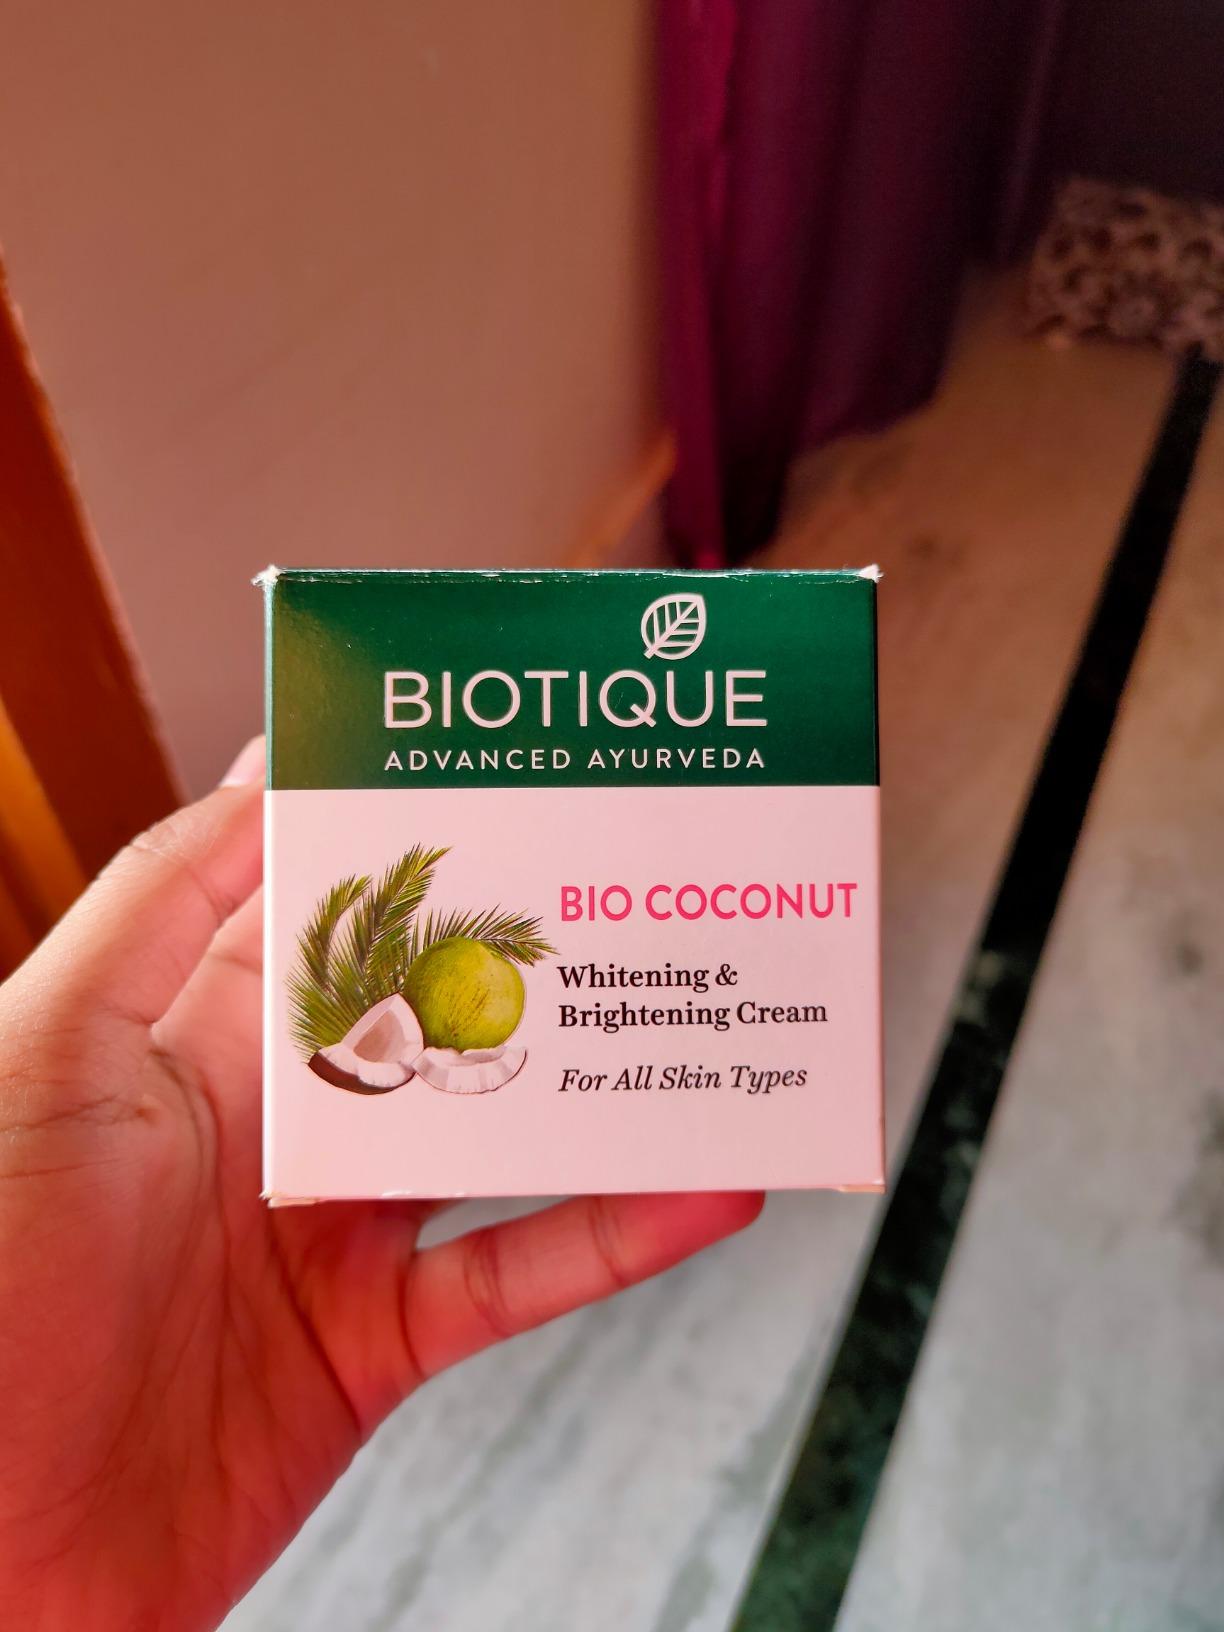 BIOTIQUE
ADVANCED AYURVEDA
BIO COCONUT
Whitening &
Brightening Cream
For All Skin Types